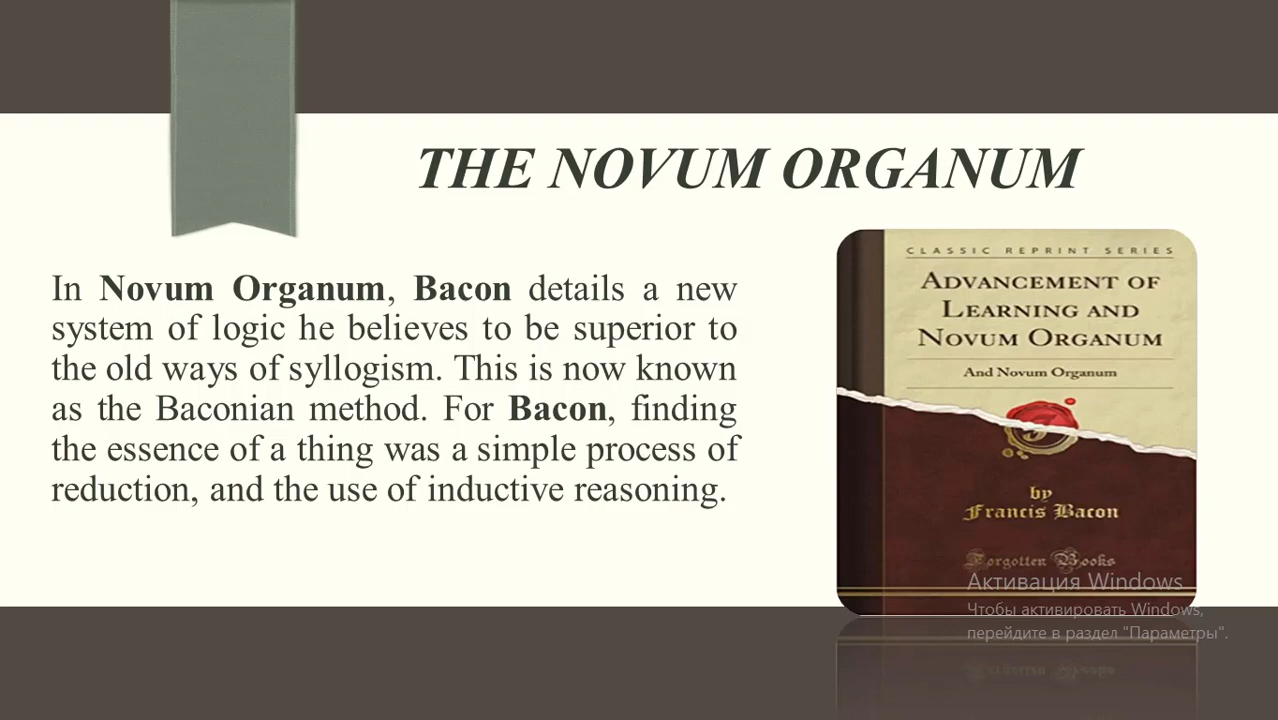 THE NOVUM ORGANUM
In Novum Organum, Bacon details a new
system of logic he believes to be superior to
the old ways of syllogism. This is now known
as the Baconian method. For Bacon, finding
the essence of a thing was a simple process of
reduction, and the use of inductive reasoning.
CLASSIC REPRINT SERIES
ADVANCEMENT OF
LEARNING AND
NOVUM ORGANUM
And Novum Organum
by
Francis Bacon
Forgotten Books
Активация Windows
Чтобы активировать Windows,
перейдите в раздел "Параметры".